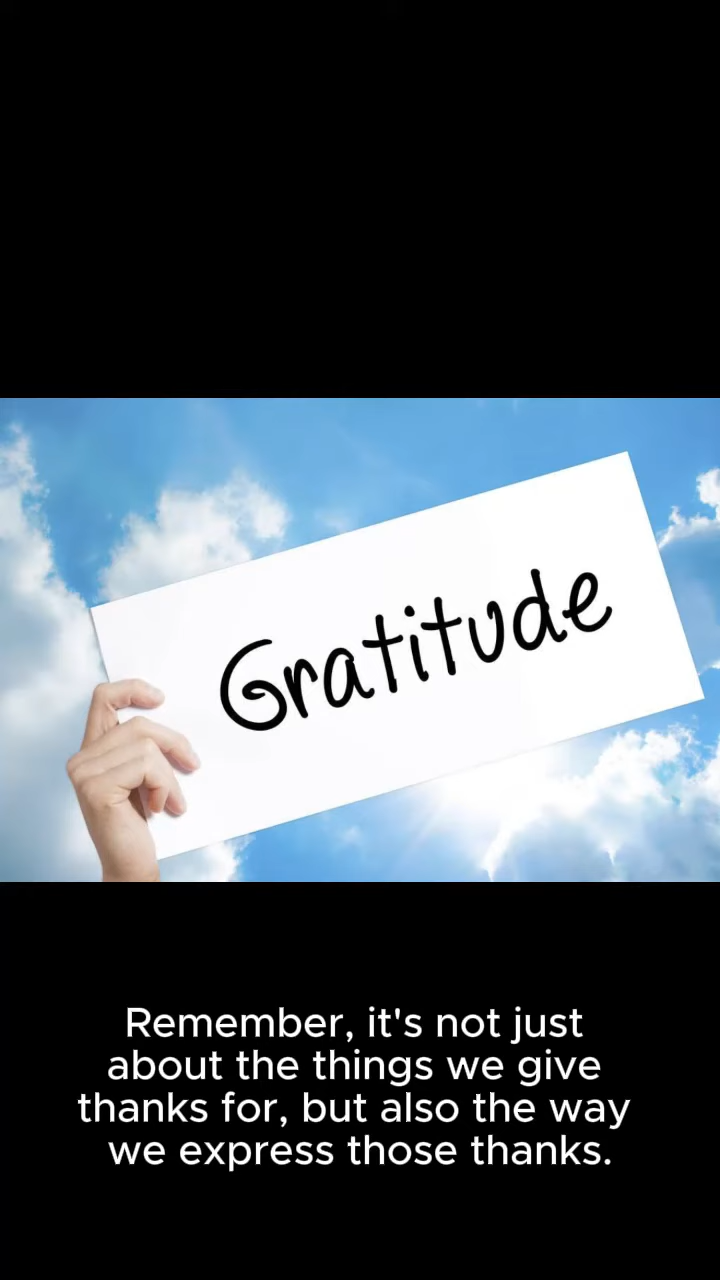 Gratitude
Remember, it's not just
about the things we give
thanks for, but also the way
we express those thanks.